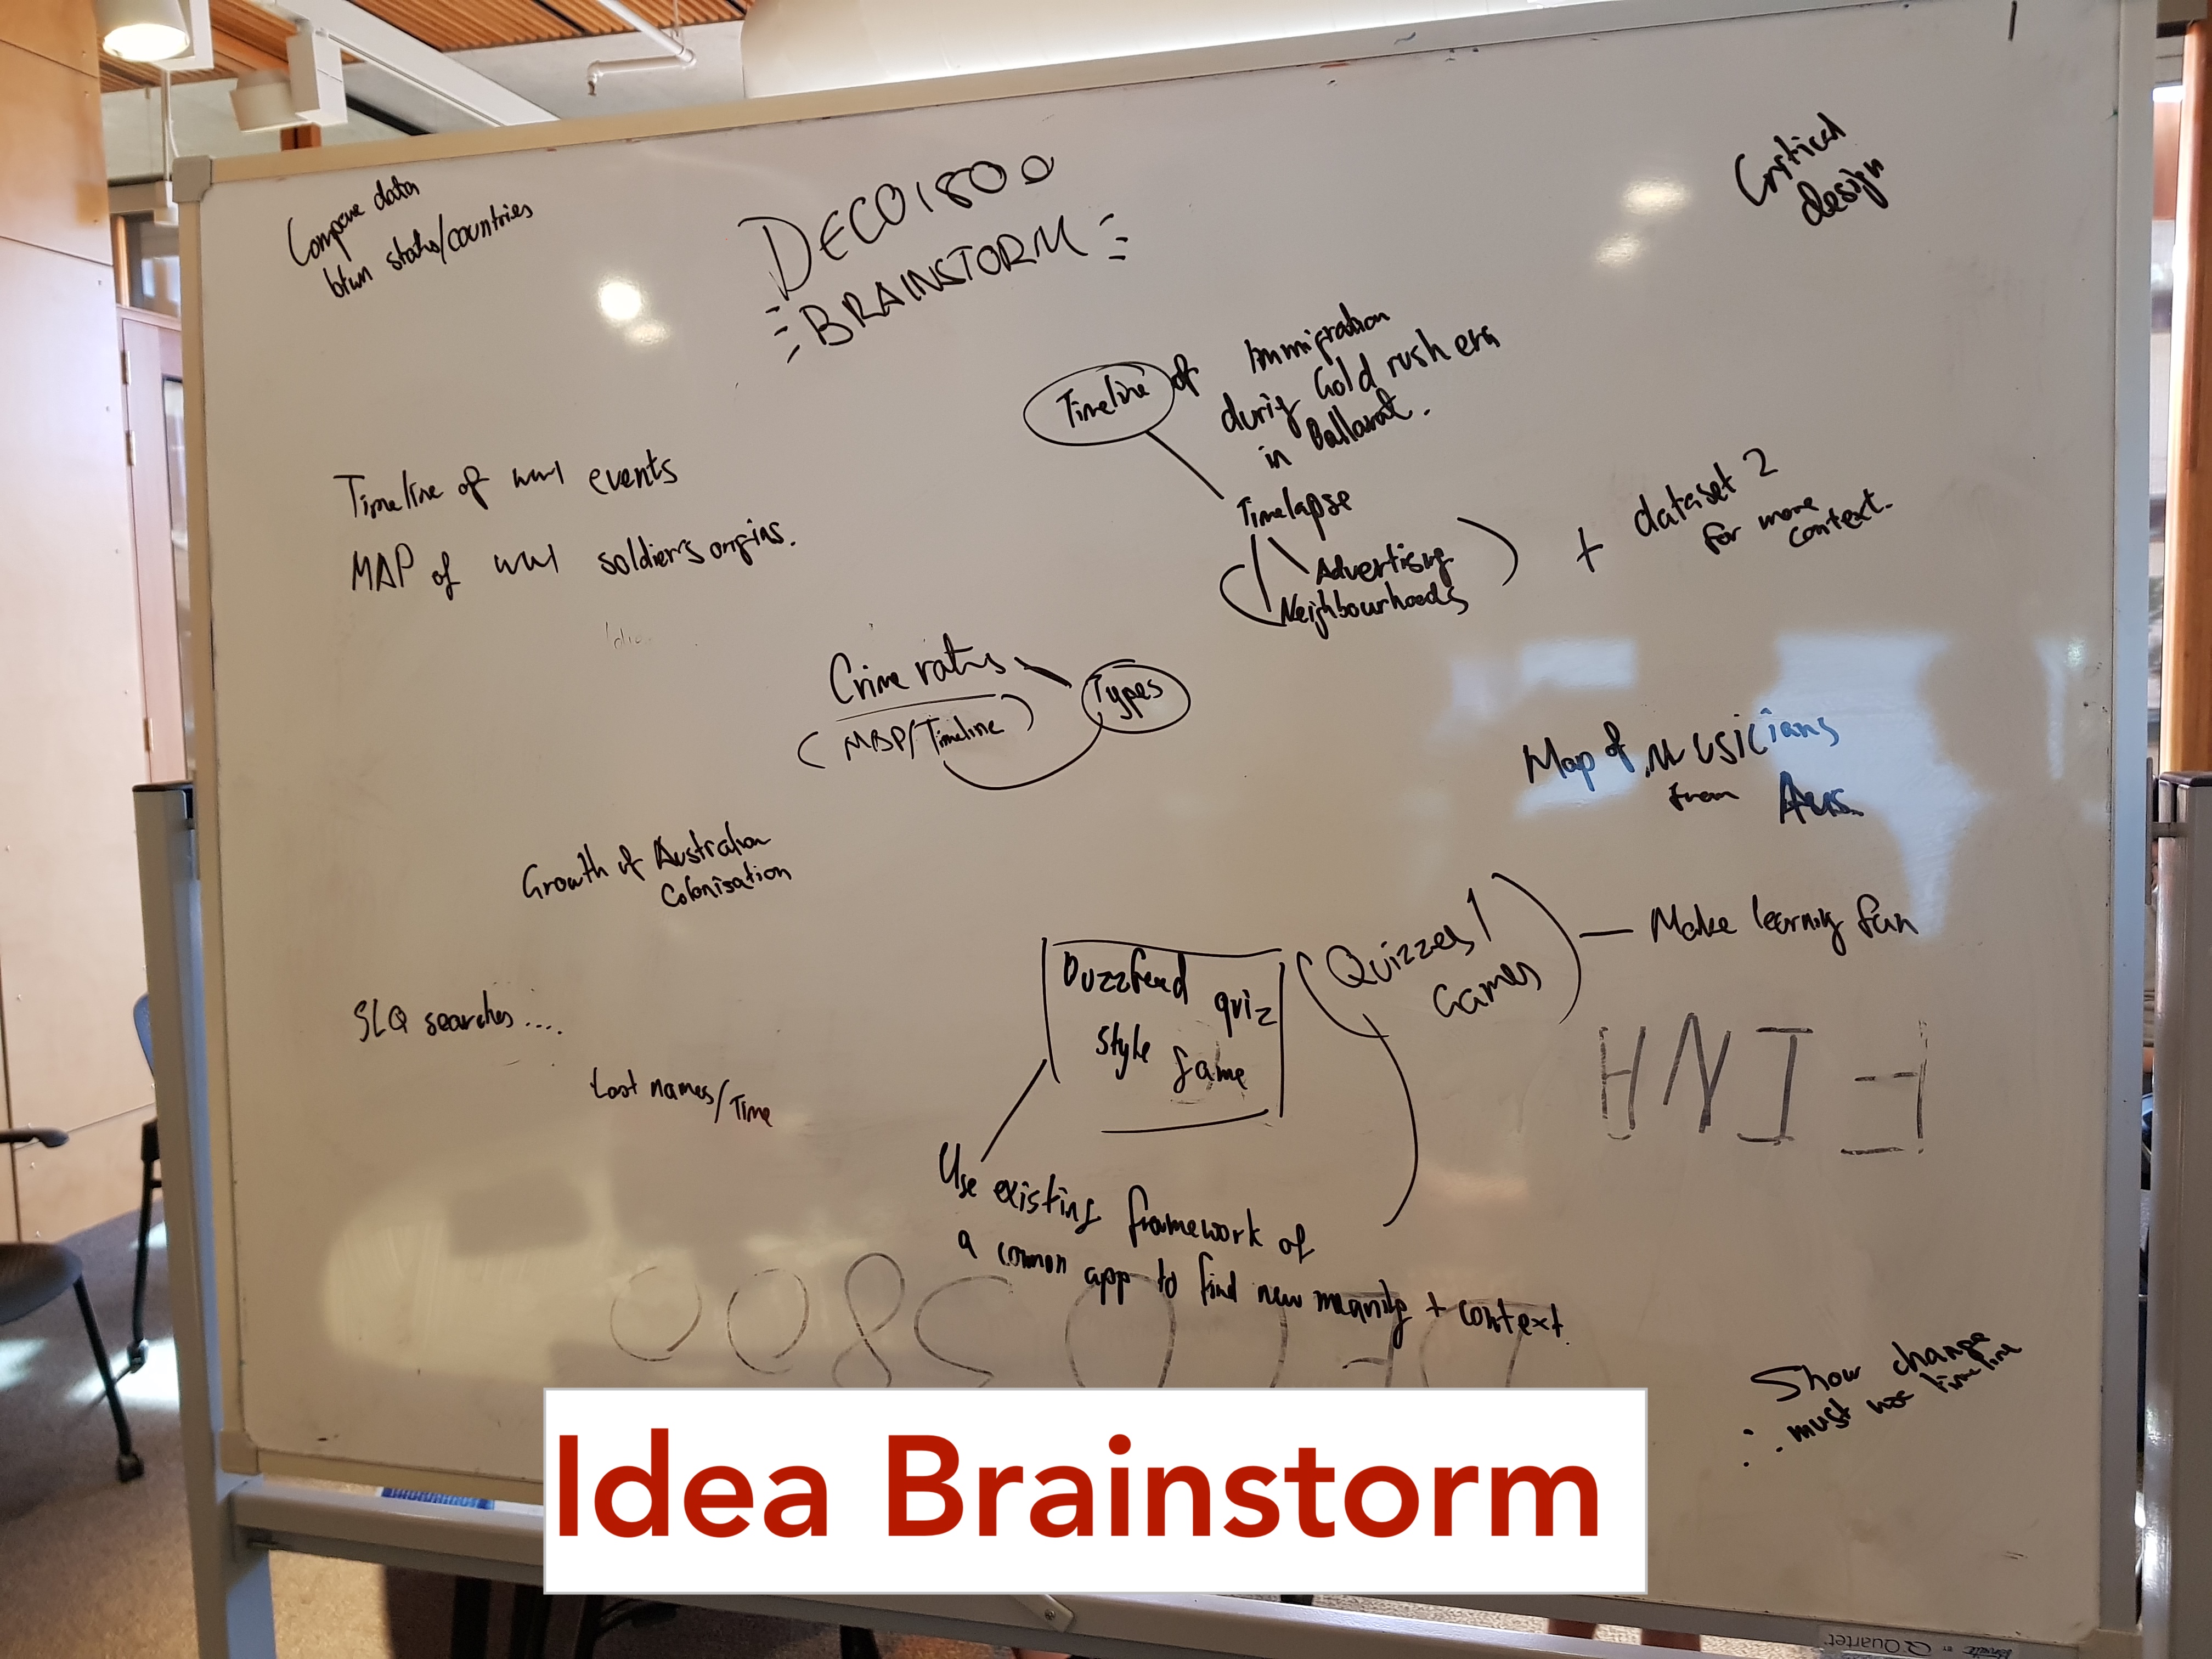 Compare data
btwn states/countries
DECO1800
BRAINSTORM
Critical
design
Timeline of Immigration
during Gold rush era
in Ballarat.
Timelapse
Advertising
Neighbourhoods
+ dataset 2
for more
context.
Timeline of WW1 events
MAP of WW1 soldiers origins.
Crime rates
Types
(MAP/Timeline)
Map of musicians
from Aus.
Growth of Australian
Colonisation
Quizzes/
Games
Make learning fun
Buzzfeed
quiz
style game
SLQ searches....
Last names/Time
FINA
Use existing framework of
a common app to find new meaning + context.
DECO3800
Show change
∴ must use timeline
Idea Brainstorm
Quartet